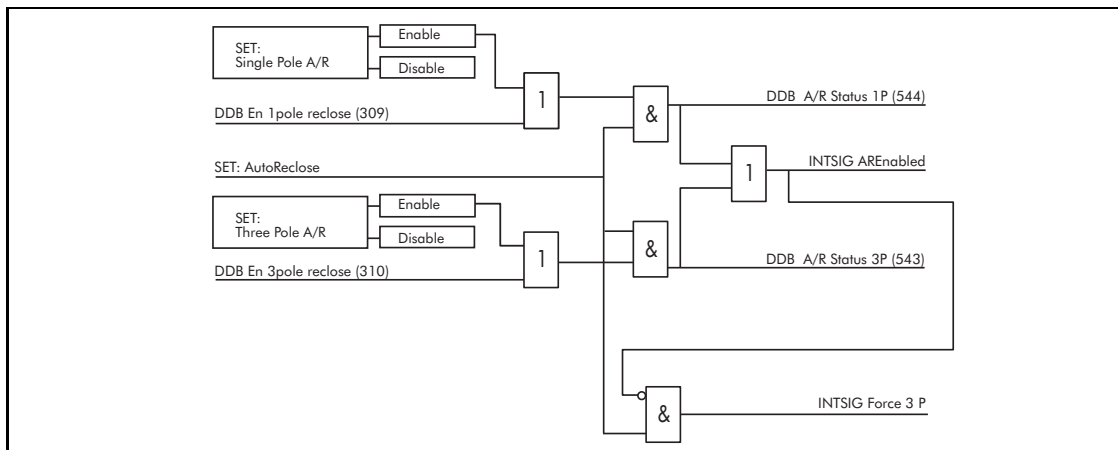 SET:
Single Pole A/R
Enable
Disable
1
DDB En 1pole reclose (309)
&
DDB A/R Status 1P (544)
SET: AutoReclose
1
INTSIG AREnabled
SET:
Three Pole A/R
Enable
Disable
1
DDB En 3pole reclose (310)
&
DDB A/R Status 3P (543)
&
INTSIG Force 3 P